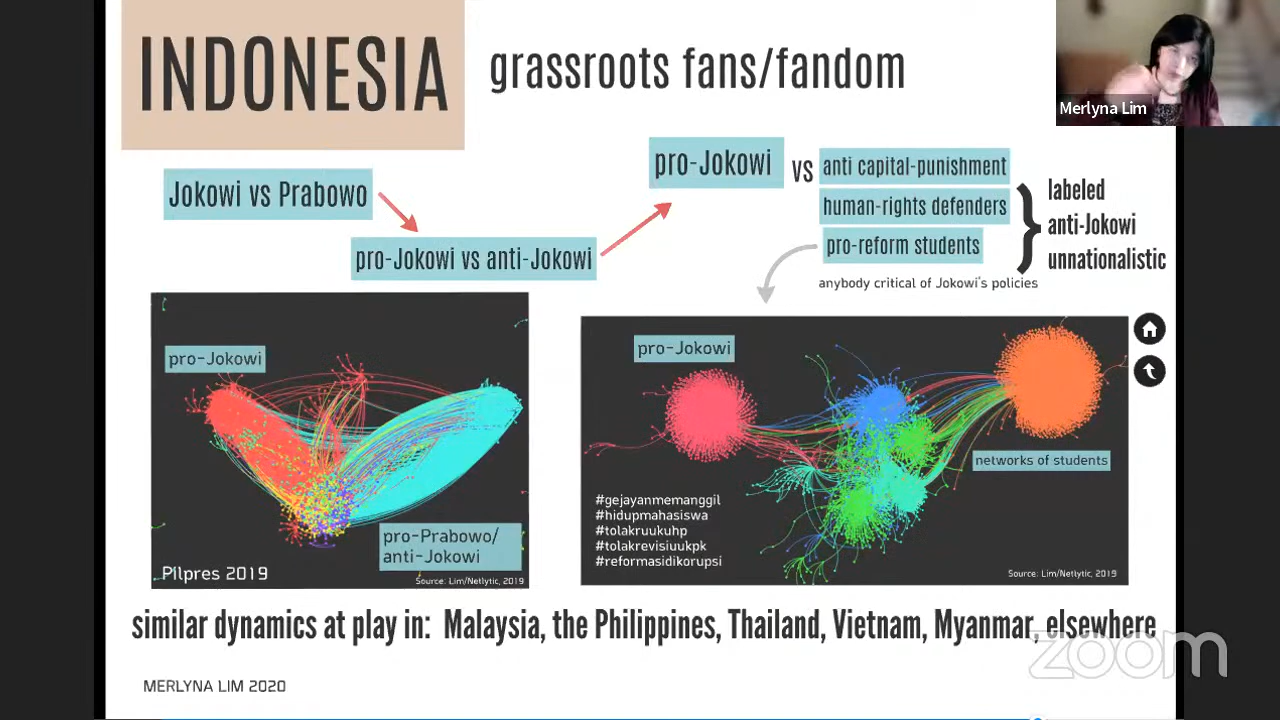 INDONESIA
grassroots fans/fandom
Merlyna Lim
Jokowi vs Prabowo
pro-Jokowi vs anti-Jokowi
pro-Jokowi
vs
anti capital-punishment
human-rights defenders
pro-reform students
anybody critical of Jokowi's policies
labeled
anti-Jokowi
unnationalistic
pro-Jokowi
pro-Prabowo/
anti-Jokowi
Pilpres 2019
Source: Lim/Netlytic, 2019
pro-Jokowi
networks of students
#gejayanmemanggil
#hidupmahasiswa
#tolakruukuhp
#tolakrevisiuukpk
#reformasidikorupsi
Source: Lim/Netlytic, 2019
similar dynamics at play in: Malaysia, the Philippines, Thailand, Vietnam, Myanmar, elsewhere
zoom
MERLYNA LIM 2020